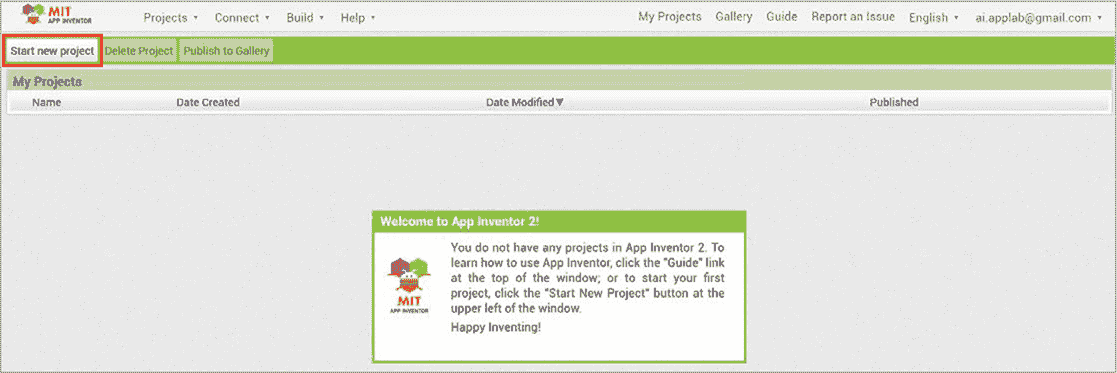 MIT
APP INVENTOR
Projects Connect Build Help My Projects Gallery Guide Report an Issue English ai.applab@gmail.com
Start new project Delete Project Publish to Gallery
My Projects
Name Date Created Date Modified Published
Welcome to App Inventor 2!
You do not have any projects in App Inventor 2. To
learn how to use App Inventor, click the "Guide" link
at the top of the window; or to start your first
project, click the "Start New Project" button at the
upper left of the window.
Happy Inventing!
MIT
APP INVENTOR